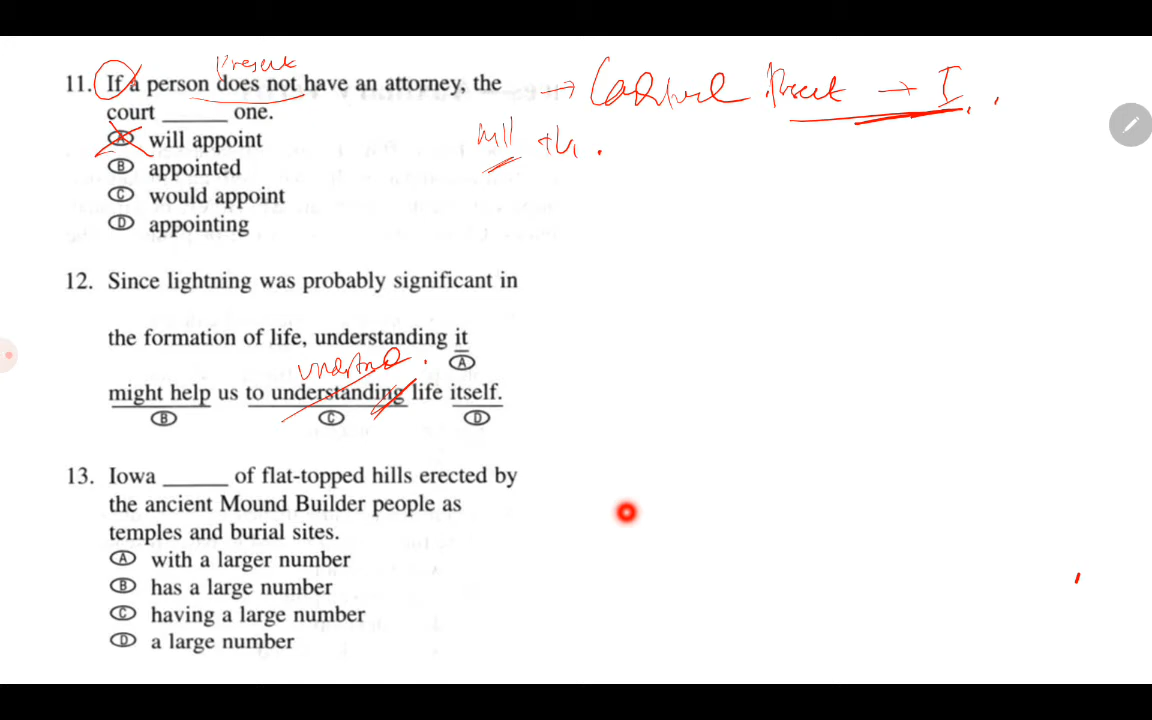 Present
11. If a person does not have an attorney, the
court ______ one.
Ⓐ will appoint
Ⓑ appointed
Ⓒ would appoint
Ⓓ appointing
→ Present → I.
will
12. Since lightning was probably significant in
the formation of life, understanding it
Ⓐ
understand.
might help us to understanding life itself.
Ⓑ Ⓒ Ⓓ
13. Iowa ______ of flat-topped hills erected by
the ancient Mound Builder people as
temples and burial sites.
Ⓐ with a larger number
Ⓑ has a large number
Ⓒ having a large number
Ⓓ a large number